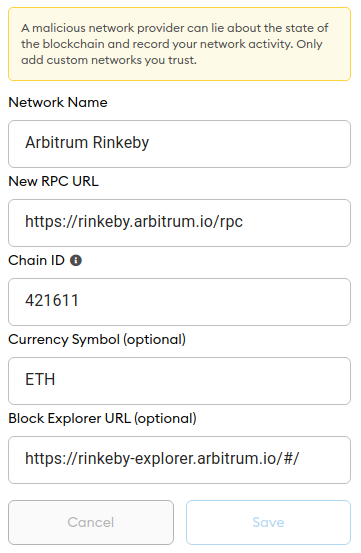 A malicious network provider can lie about the state of
the blockchain and record your network activity. Only
add custom networks you trust.
Network Name
Arbitrum Rinkeby
New RPC URL
https://rinkeby.arbitrum.io/rpc
Chain ID
421611
Currency Symbol (optional)
ETH
Block Explorer URL (optional)
https://rinkeby-explorer.arbitrum.io/#/
Cancel Save